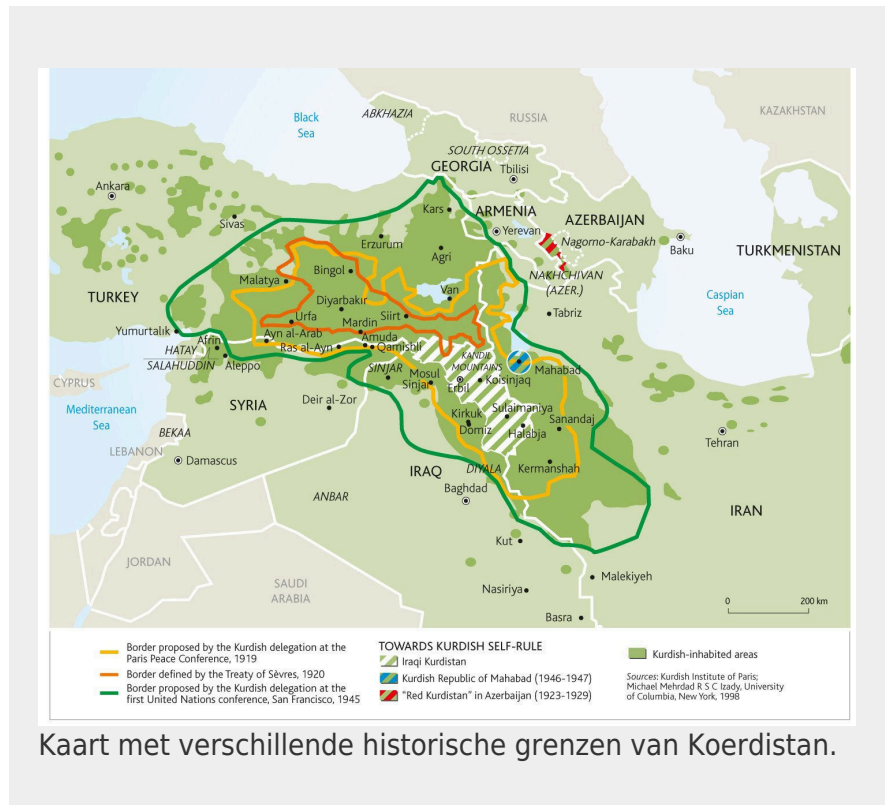 Black
Sea
ABKHAZIA
RUSSIA
KAZAKHSTAN
SOUTH OSSETIA
GEORGIA
Tbilisi
Ankara
Sivas
Kars
ARMENIA
Yerevan
AZERBAIJAN
Nagorno-Karabakh
Baku
TURKMENISTAN
Erzurum
Agri
NAKHCHIVAN
(AZER.)
Caspian
Sea
Bingol
Malatya
Van
Tabriz
TURKEY
Diyarbakir
Urfa
Mardin
Siirt
Yumurtalık
Afrin
Ayn al-Arab
Amuda
Qamishli
Ras al-Ayn
HATAY
SALAHUDDIN
Aleppo
SINJAR
Mosul
Sinjar
KANDIL
MOUNTAINS
Koisinjaq
Erbil
Mahabad
CYPRUS
Mediterranean
Sea
SYRIA
Deir al-Zor
Kirkuk
Domiz
Sulaimaniya
Halabja
Sanandaj
Tehran
BEKAA
LEBANON
Damascus
IRAQ
DIYALA
Kermanshah
Baghdad
ANBAR
IRAN
Kut
JORDAN
SAUDI
ARABIA
Nasiriya
Malekiyeh
Basra
0 200 km
Border proposed by the Kurdish delegation at the
Paris Peace Conference, 1919
Border defined by the Treaty of Sèvres, 1920
Border proposed by the Kurdish delegation at the
first United Nations conference, San Francisco, 1945
TOWARDS KURDISH SELF-RULE
Iraqi Kurdistan
Kurdish Republic of Mahabad (1946-1947)
"Red Kurdistan" in Azerbaijan (1923-1929)
Kurdish-inhabited areas
Sources: Kurdish Institute of Paris;
Michael Mehrdad R S C Izady, University
of Columbia, New York, 1998
Kaart met verschillende historische grenzen van Koerdistan.